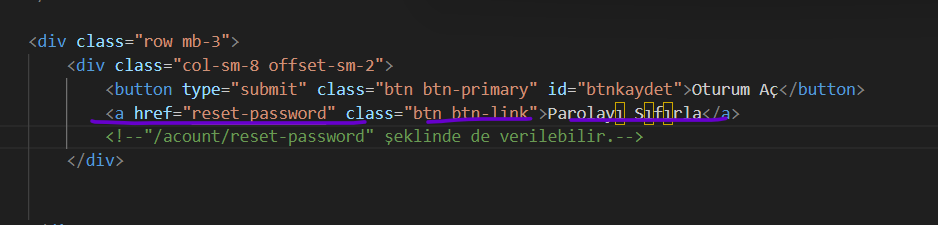 <div class="row mb-3">
<div class="col-sm-8 offset-sm-2">
<button type="submit" class="btn btn-primary" id="btnkaydet">Oturum Aç</button>
<a href="reset-password" class="btn btn-link">Parolayı Sıfırla</a>
<!--"/acount/reset-password" şeklinde de verilebilir.-->
</div>